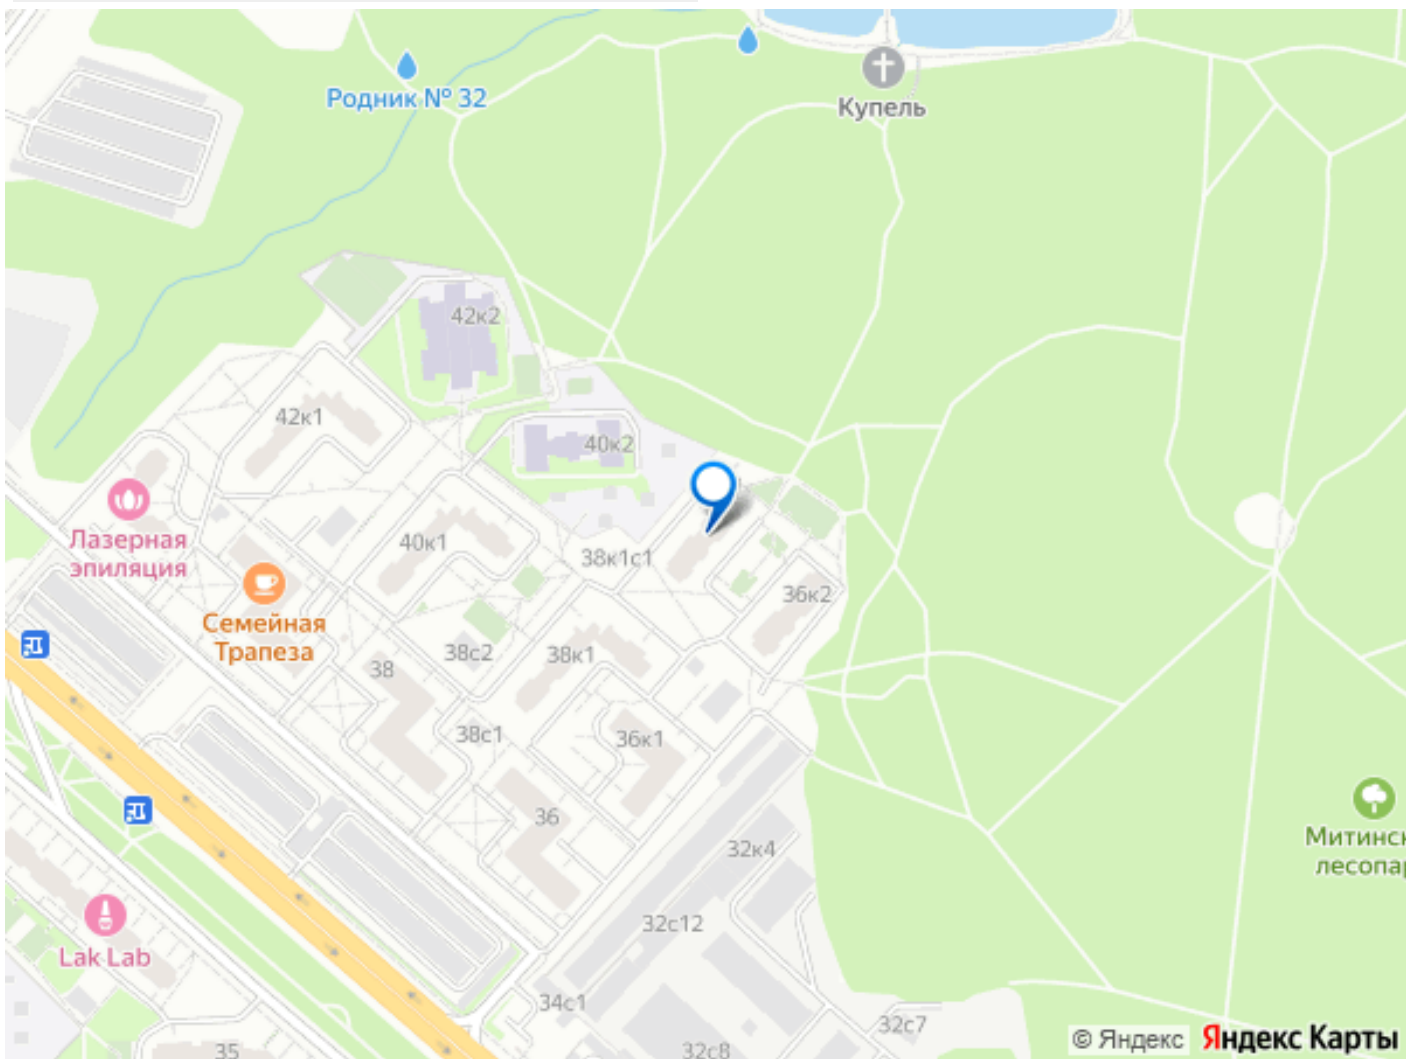 Родник № 32
Купель
42к2
42к1
40к2
Лазерная
эпиляция
40к1
38к1с1
36к2
Семейная
Трапеза
38
38с2
38к1
38с1
36к1
36
32к4
Митинск
лесопар
32с12
Lak Lab
34с1
32с7
35
32с8
© Яндекс
Яндекс Карты